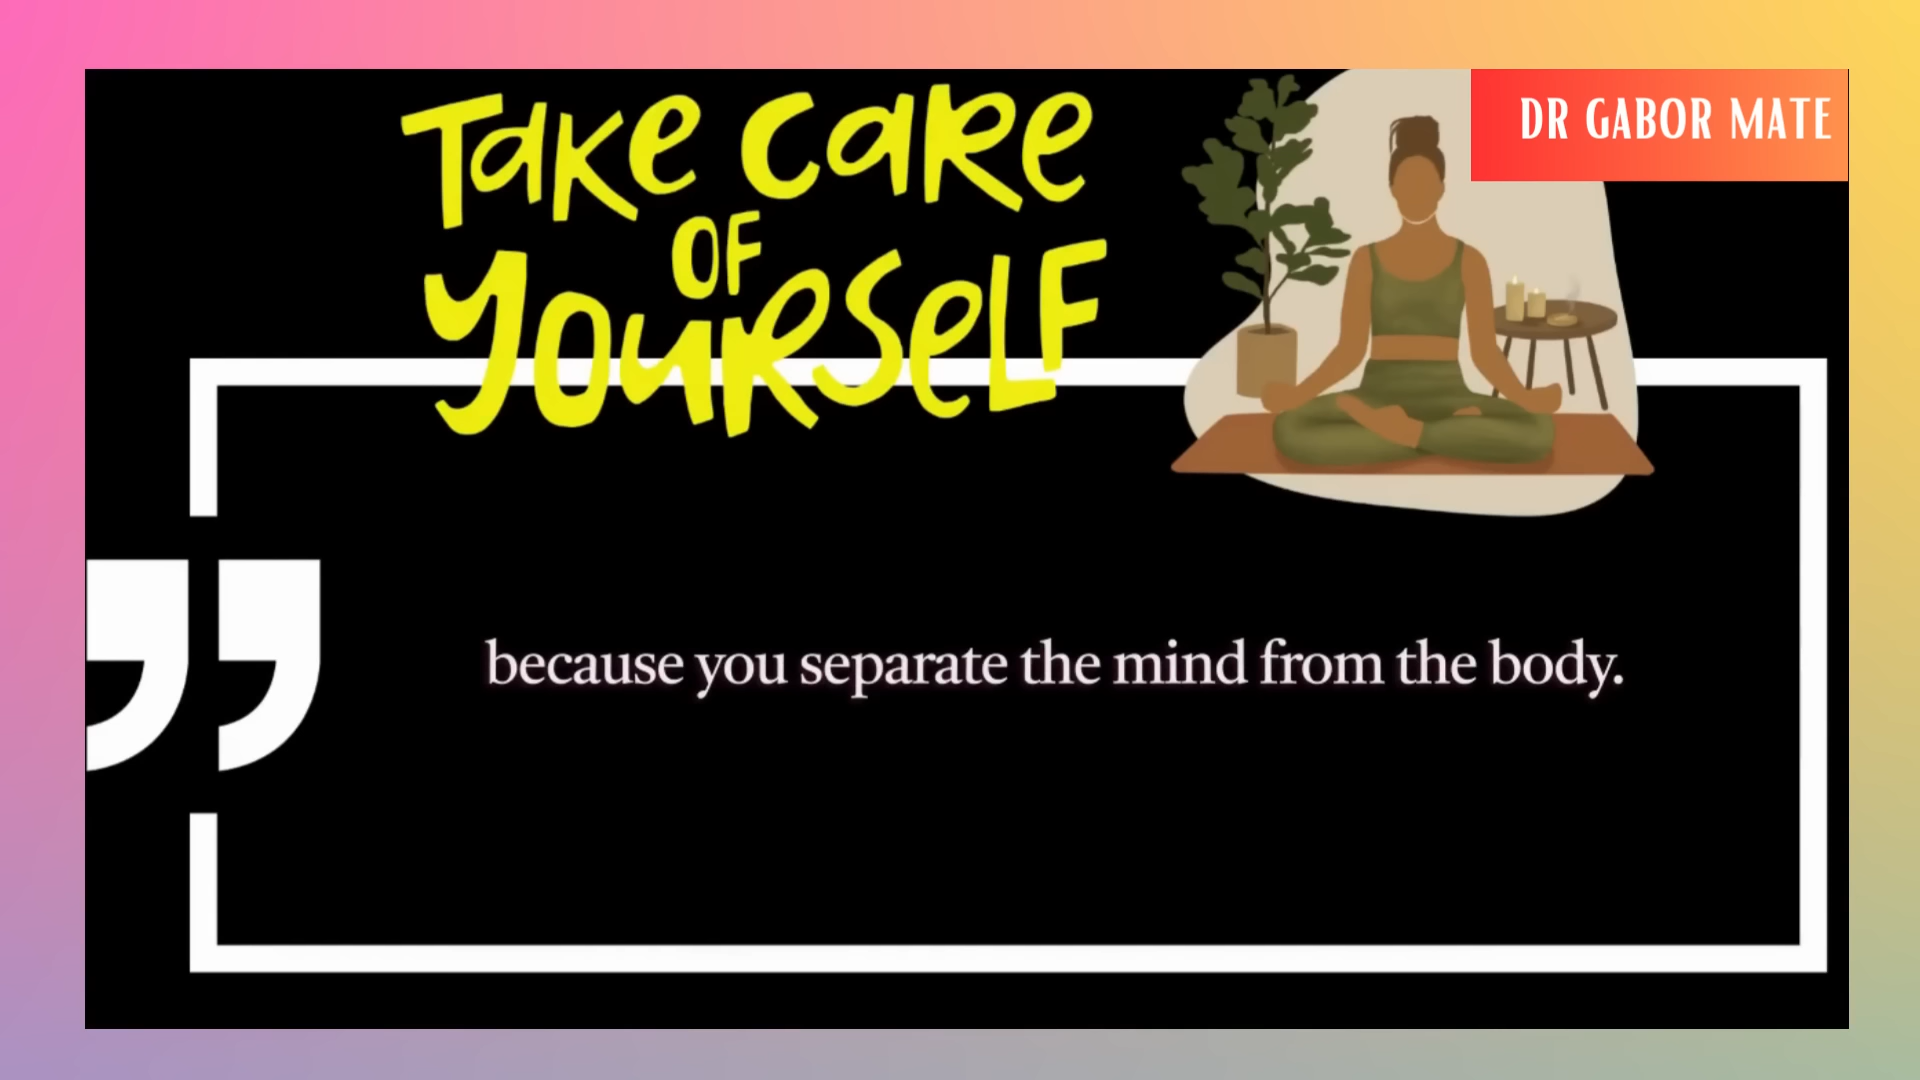 Take care
OF
YOURSELF
DR GABOR MATE
because you separate the mind from the body.